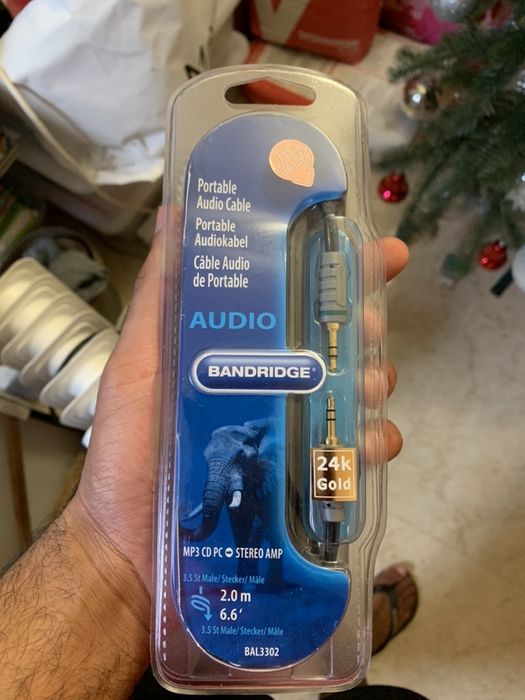 Portable
Audio Cable
Portable
Audiokabel
Câble Audio
de Portable
AUDIO
BANDRIDGE®
24k
Gold
MP3 CD PC STEREO AMP
3.5 St Male/ Stecker/ Mâle
2.0 m
6.6'
3.5 St Male/ Stecker/ Mâle
BAL3302